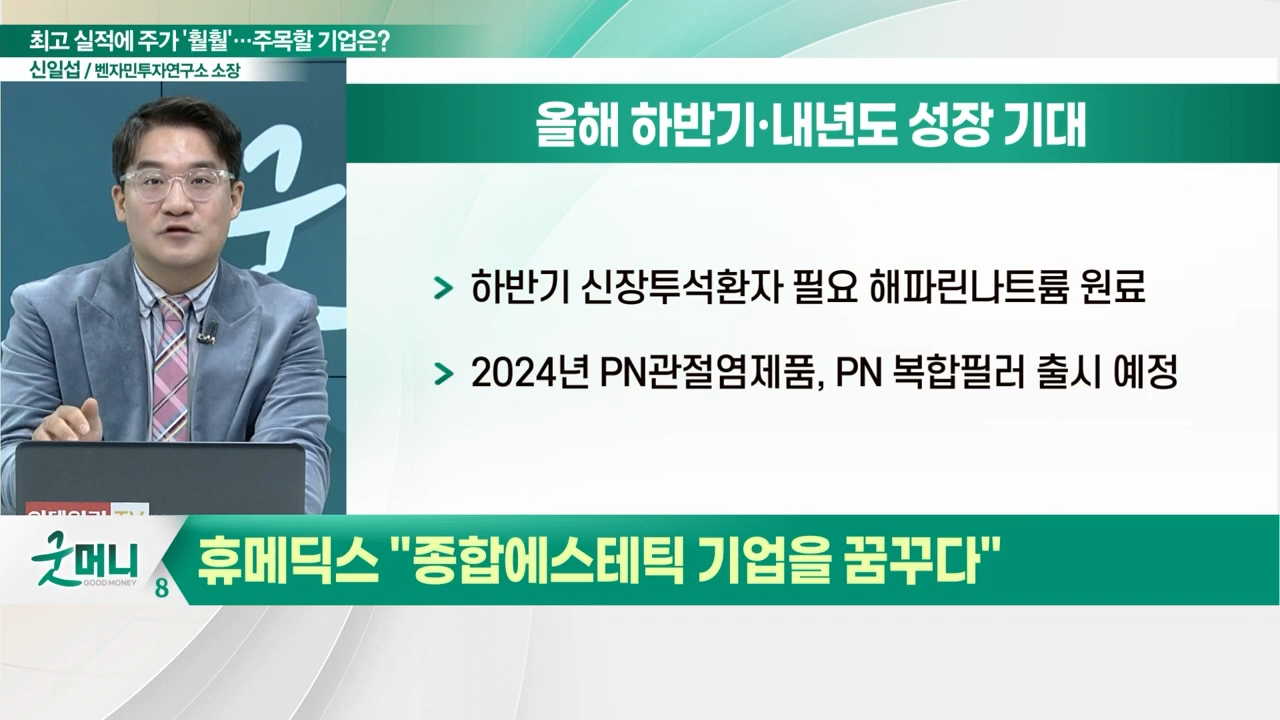 최고 실적에 주가 '훨훨'…주목할 기업은?
신일섭 / 벤자민투자연구소 소장
올해 하반기·내년도 성장 기대
> 하반기 신장투석환자 필요 해파린나트륨 원료
> 2024년 PN관절염제품, PN 복합필러 출시 예정
굿머니
GOOD MONEY
8
휴메딕스 "종합에스테틱 기업을 꿈꾸다"